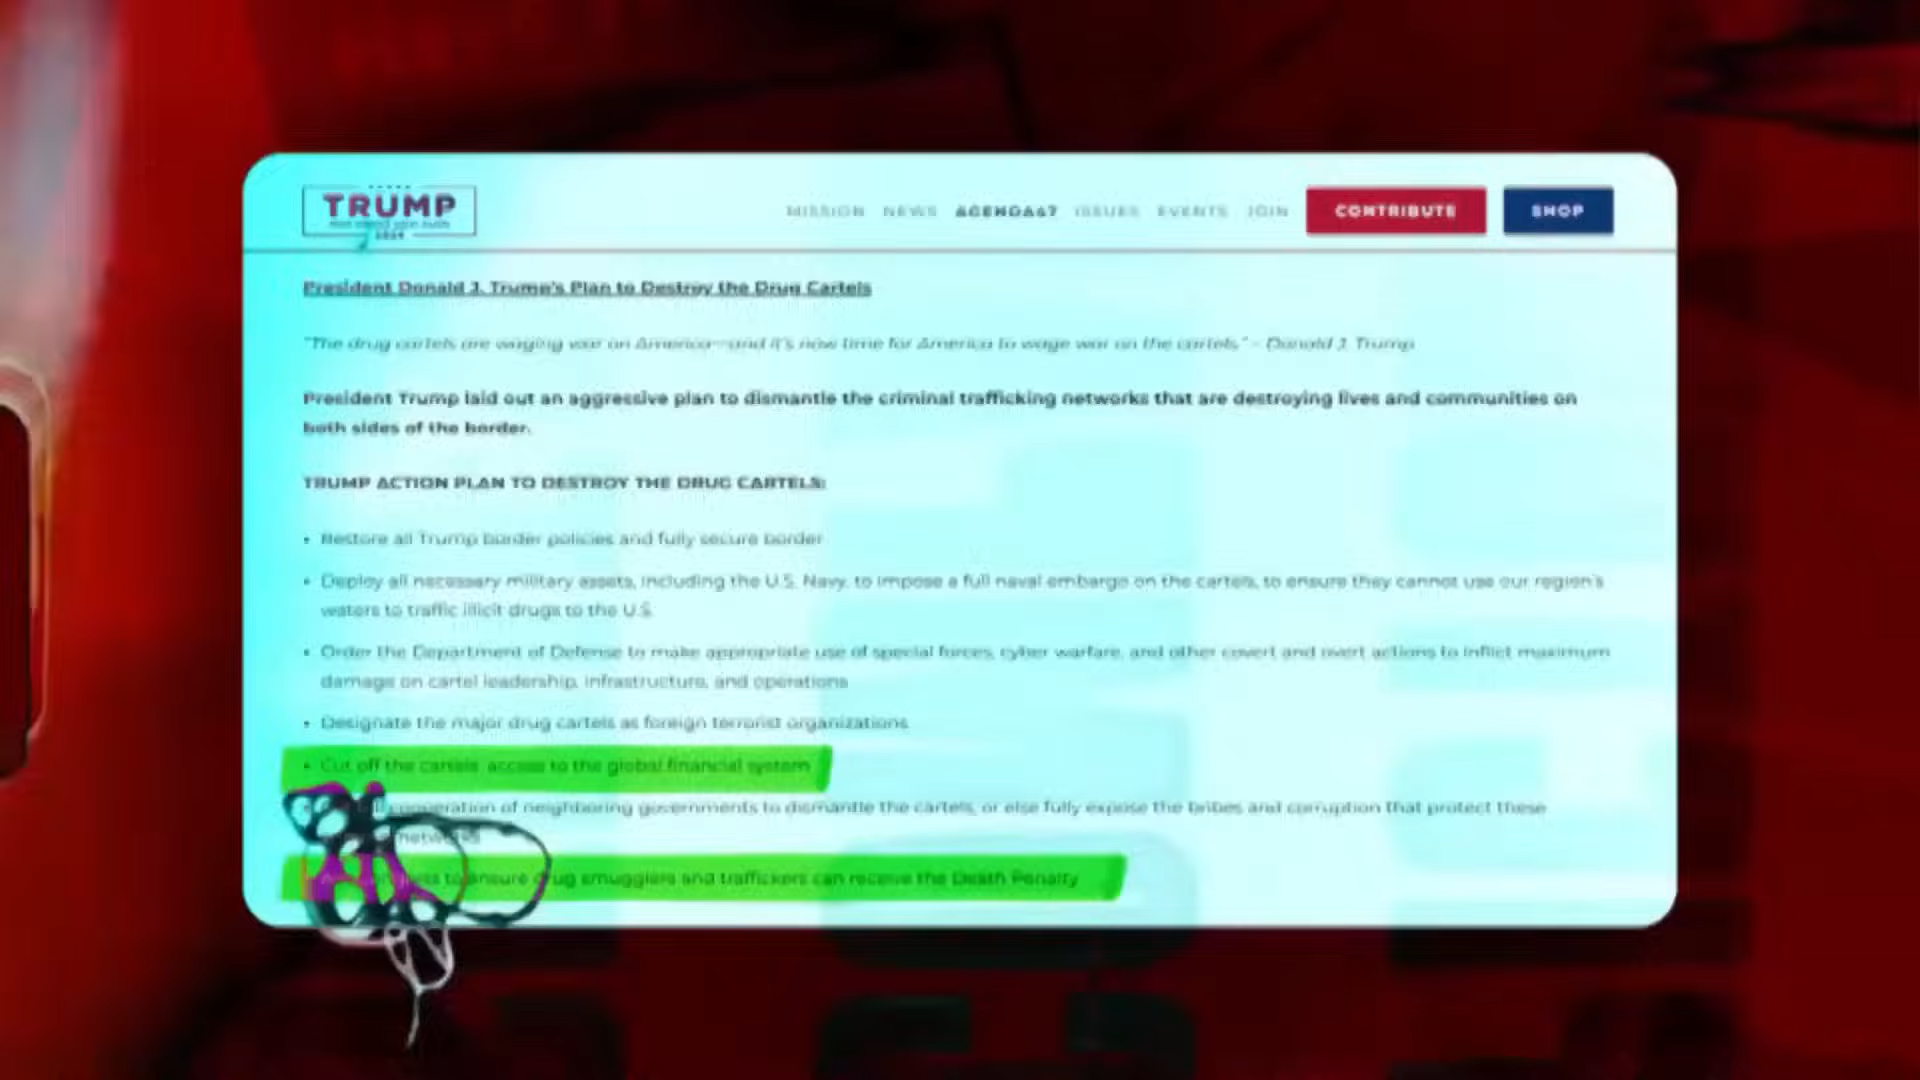 TRUMP
2024
MISSION NEWS AGENDA47 ISSUES EVENTS JOIN CONTRIBUTE SHOP
President Donald J. Trump's Plan to Destroy the Drug Cartels
"The drug cartels are waging war on America—and it's now time for America to wage war on the cartels." - Donald J. Trump
President Trump laid out an aggressive plan to dismantle the criminal trafficking networks that are destroying lives and communities on
both sides of the border.
TRUMP ACTION PLAN TO DESTROY THE DRUG CARTELS:
• Restore all Trump border policies and fully secure border
• Deploy all necessary military assets, including the U.S. Navy, to impose a full naval embargo on the cartels, to ensure they cannot use our region's
waters to traffic illicit drugs to the U.S.
• Order the Department of Defense to make appropriate use of special forces, cyber warfare, and other covert and overt actions to inflict maximum
damage on cartel leadership, infrastructure, and operations
• Designate the major drug cartels as foreign terrorist organizations
• Cut off the cartels' access to the global financial system
cooperation of neighboring governments to dismantle the cartels, or else fully expose the bribes and corruption that protect these
networks
to ensure drug smugglers and traffickers can receive the Death Penalty